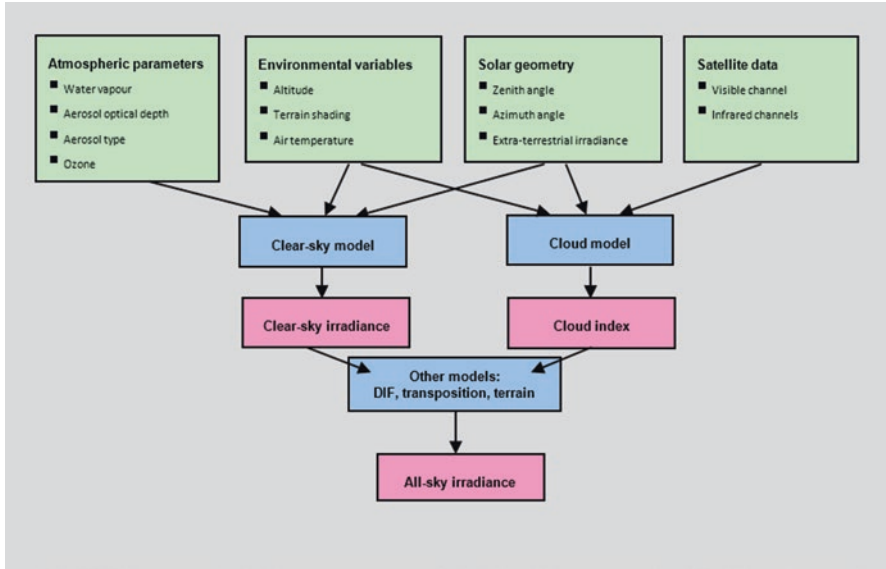 Atmospheric parameters
Water vapour
Aerosol optical depth
Aerosol type
Ozone
Environmental variables
Altitude
Terrain shading
Air temperature
Solar geometry
Zenith angle
Azimuth angle
Extra-terrestrial irradiance
Satellite data
Visible channel
Infrared channels
Clear-sky model
Cloud model
Clear-sky irradiance
Cloud index
Other models:
DIF, transposition, terrain
All-sky irradiance